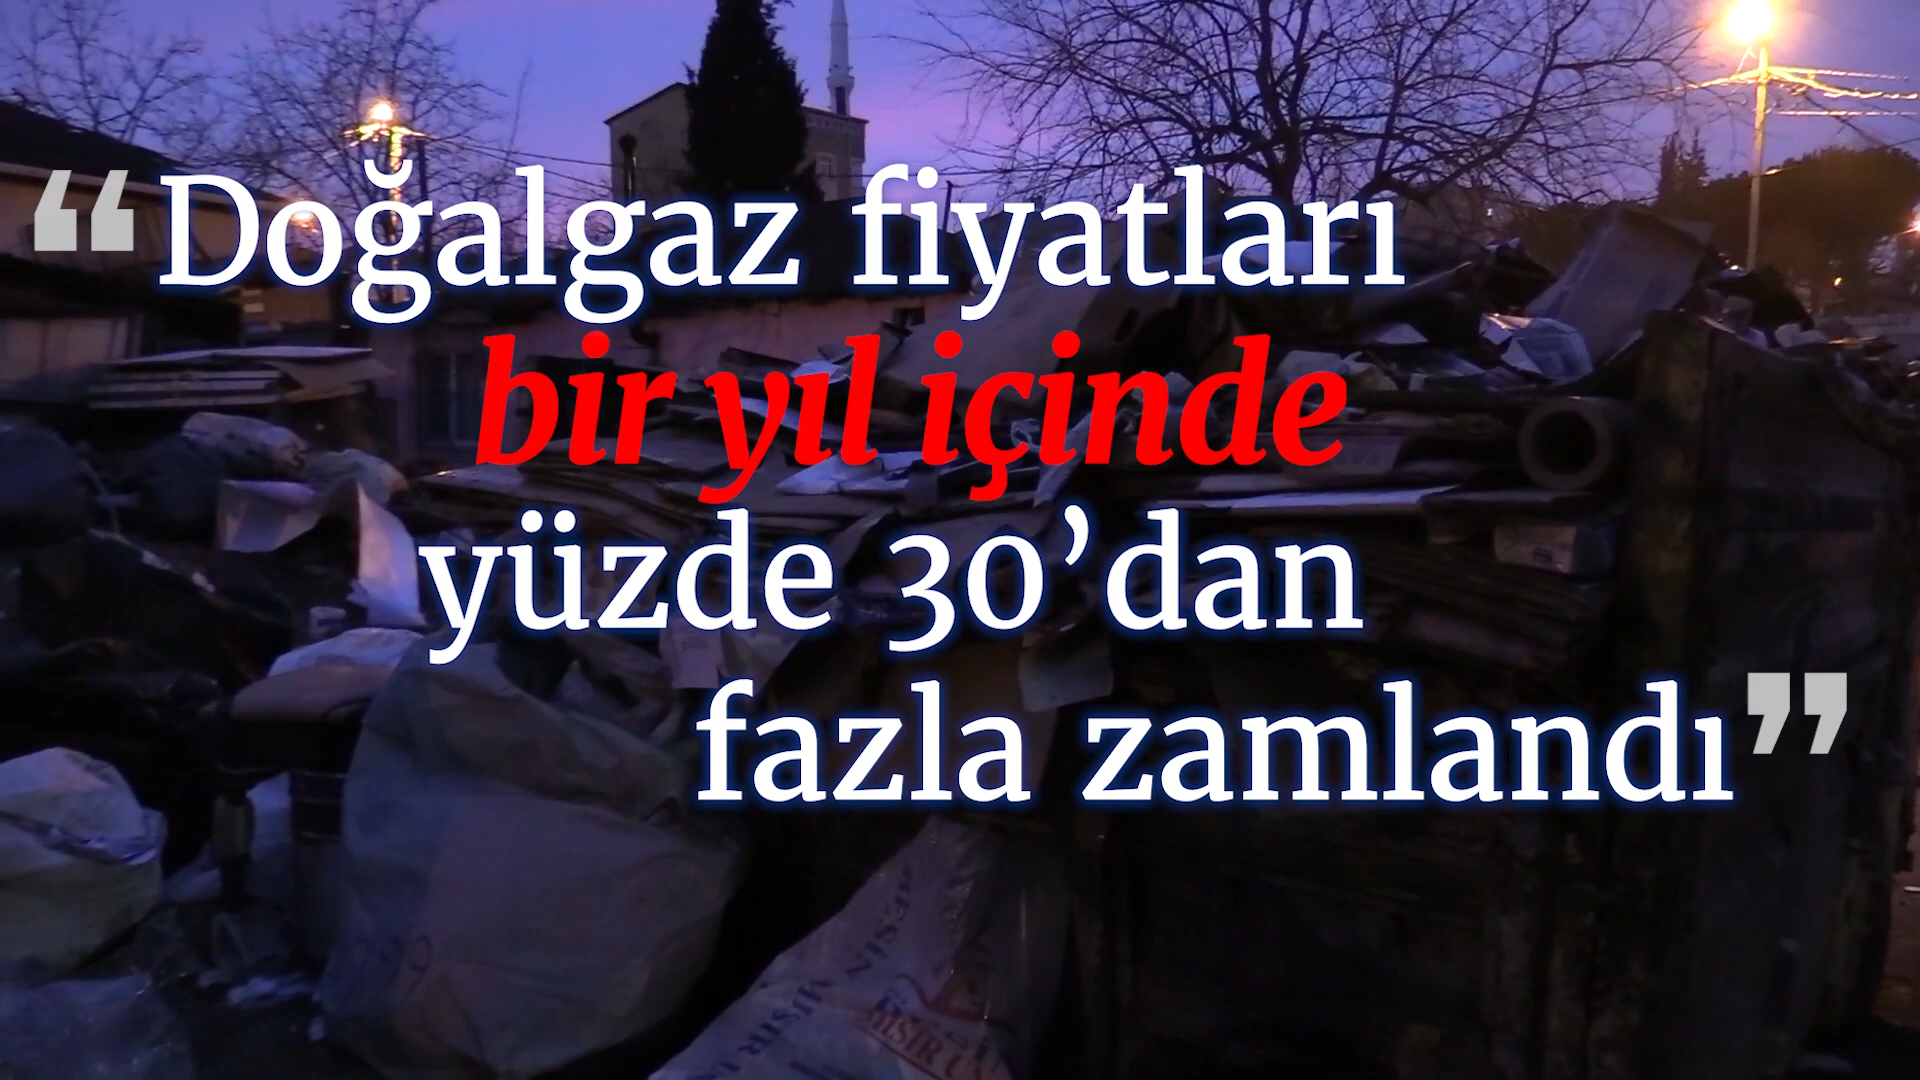 “Doğalgaz fiyatları
bir yıl içinde
yüzde 30’dan
fazla zamlandı”